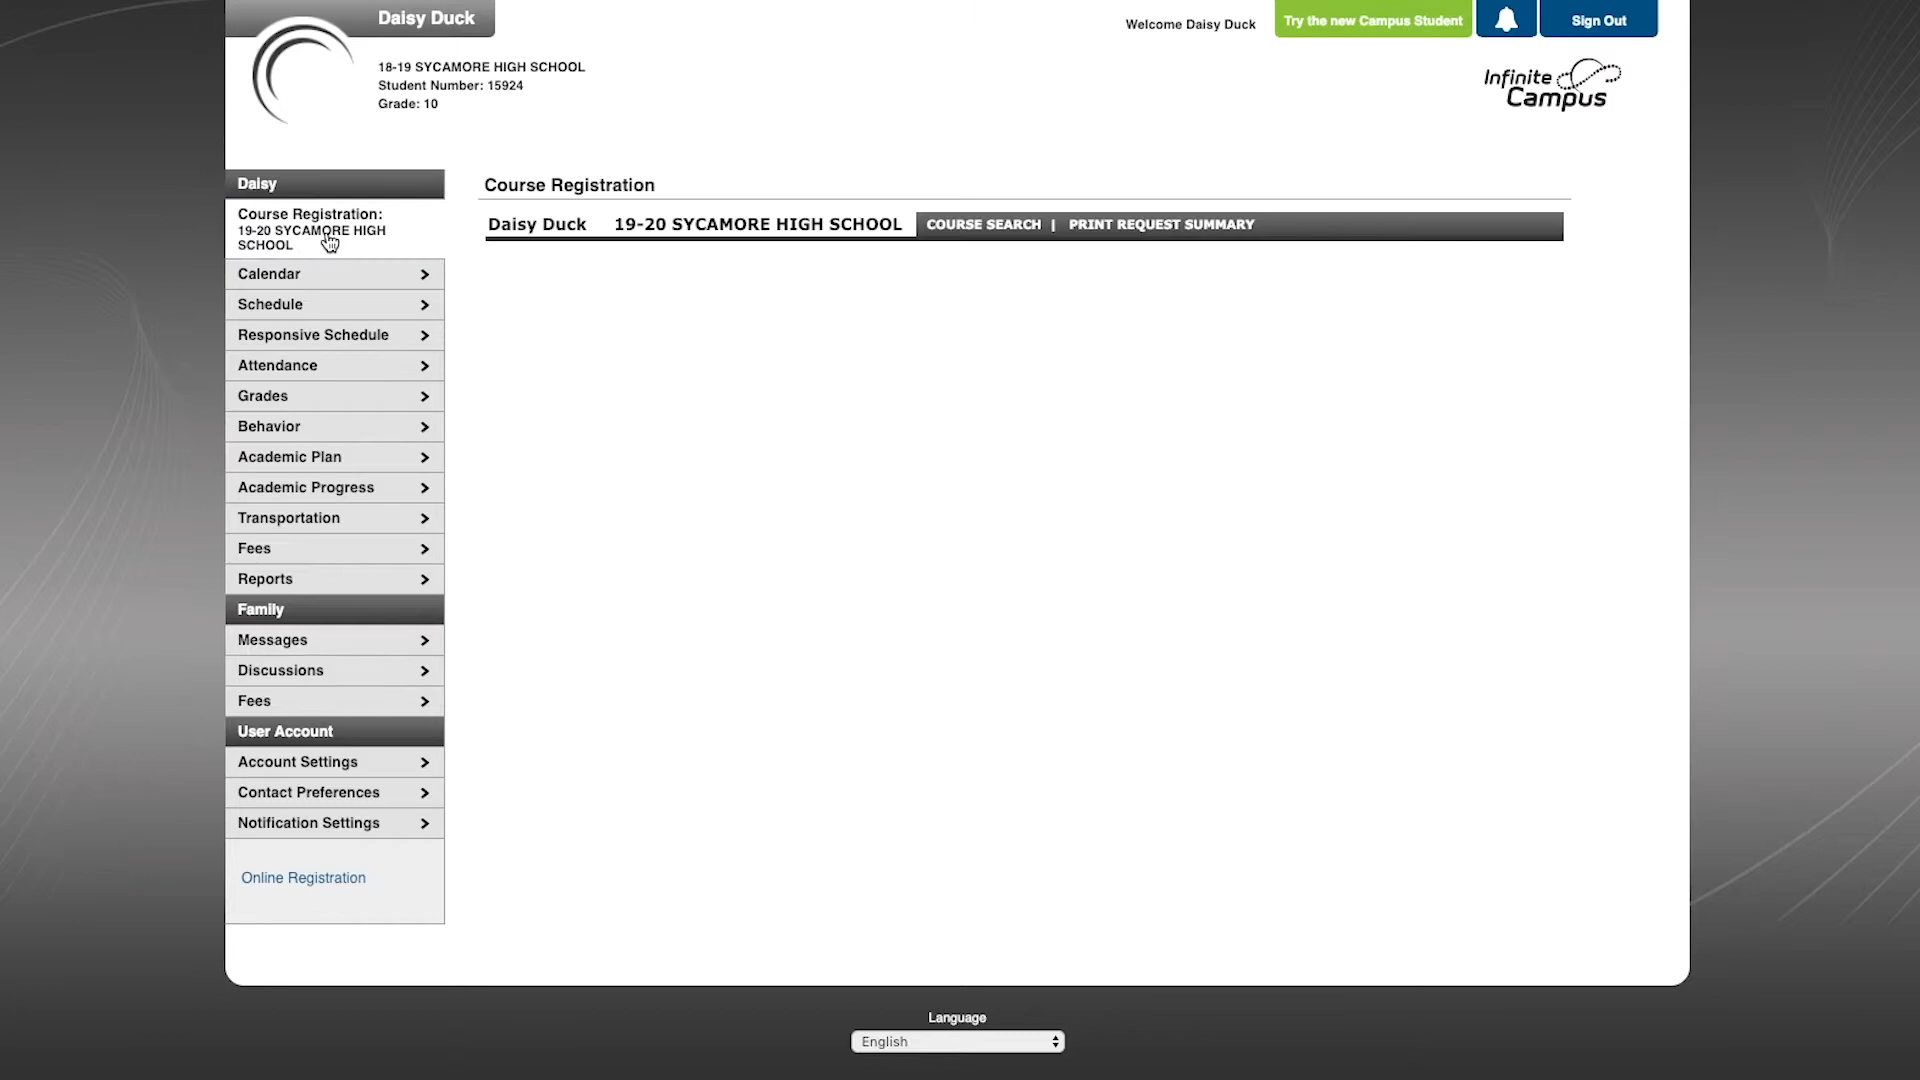 Daisy Duck
Welcome Daisy Duck
Try the new Campus Student
Sign Out
18-19 SYCAMORE HIGH SCHOOL
Student Number: 15924
Grade: 10
Infinite
Campus
Daisy
Course Registration:
19-20 SYCAMORE HIGH
SCHOOL
Calendar
Schedule
Responsive Schedule
Attendance
Grades
Behavior
Academic Plan
Academic Progress
Transportation
Fees
Reports
Family
Messages
Discussions
Fees
User Account
Account Settings
Contact Preferences
Notification Settings
Online Registration
Course Registration
Daisy Duck 19-20 SYCAMORE HIGH SCHOOL COURSE SEARCH | PRINT REQUEST SUMMARY
Language
English